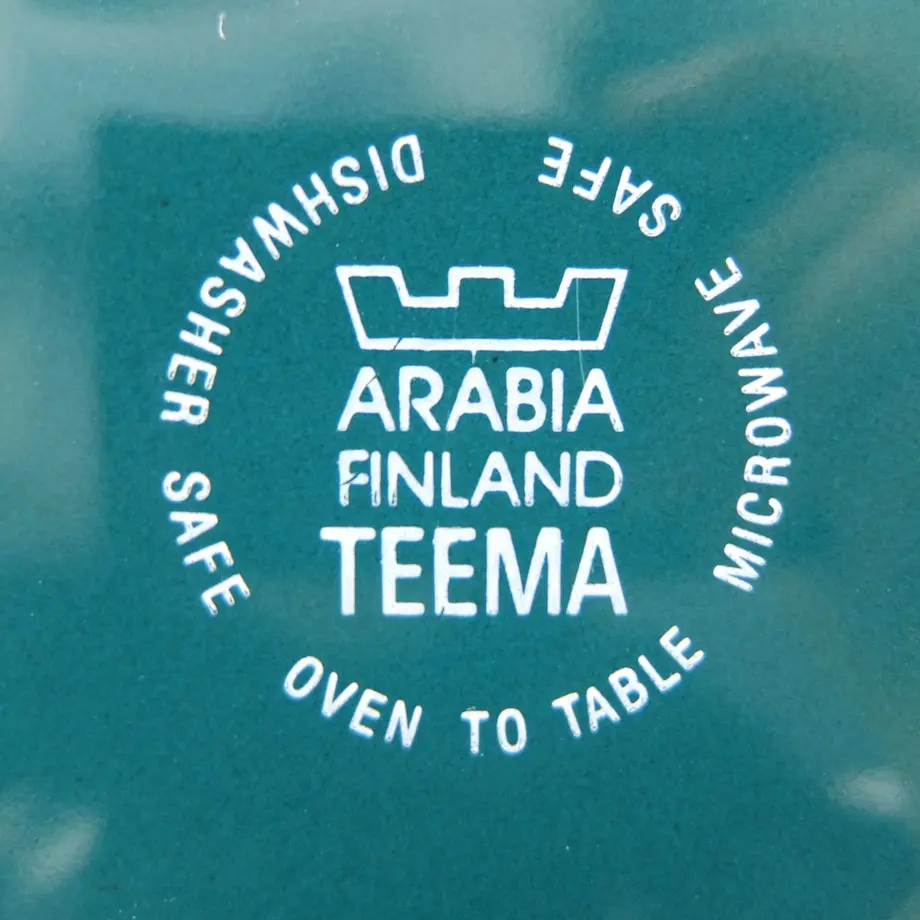 ARABIA
FINLAND
TEEMA
DISHWASHER SAFE
OVEN TO TABLE
MICROWAVE SAFE